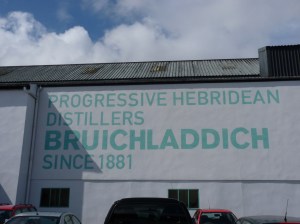 PROGRESSIVE HEBRIDEAN
DISTILLERS
BRUICHLADDICH
SINCE 1881